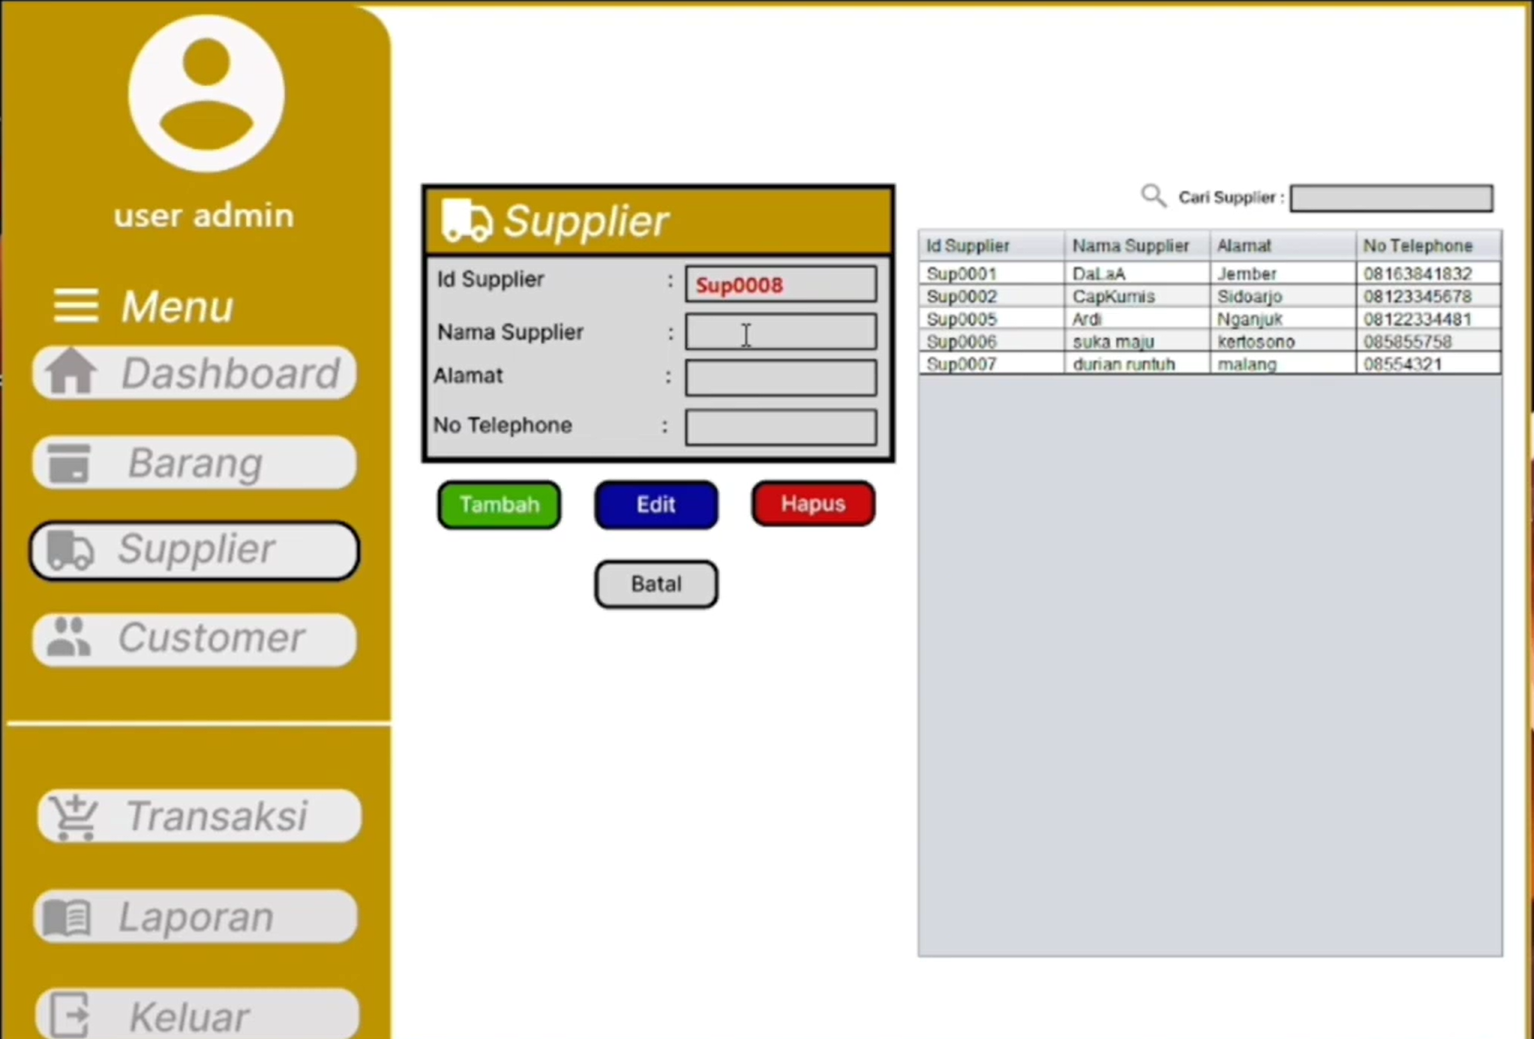 user admin
Menu
Dashboard
Barang
Supplier
Customer
Transaksi
Laporan
Keluar
Supplier
Id Supplier : Sup0008
Nama Supplier :
Alamat :
No Telephone :
Tambah Edit Hapus
Batal
Cari Supplier :
Id Supplier Nama Supplier Alamat No Telephone
Sup0001 DaLaA Jember 08163841832
Sup0002 CapKumis Sidoarjo 08123345678
Sup0005 Ardi Nganjuk 08122334481
Sup0006 suka maju kertosono 085855758
Sup0007 durian runtuh malang 08554321